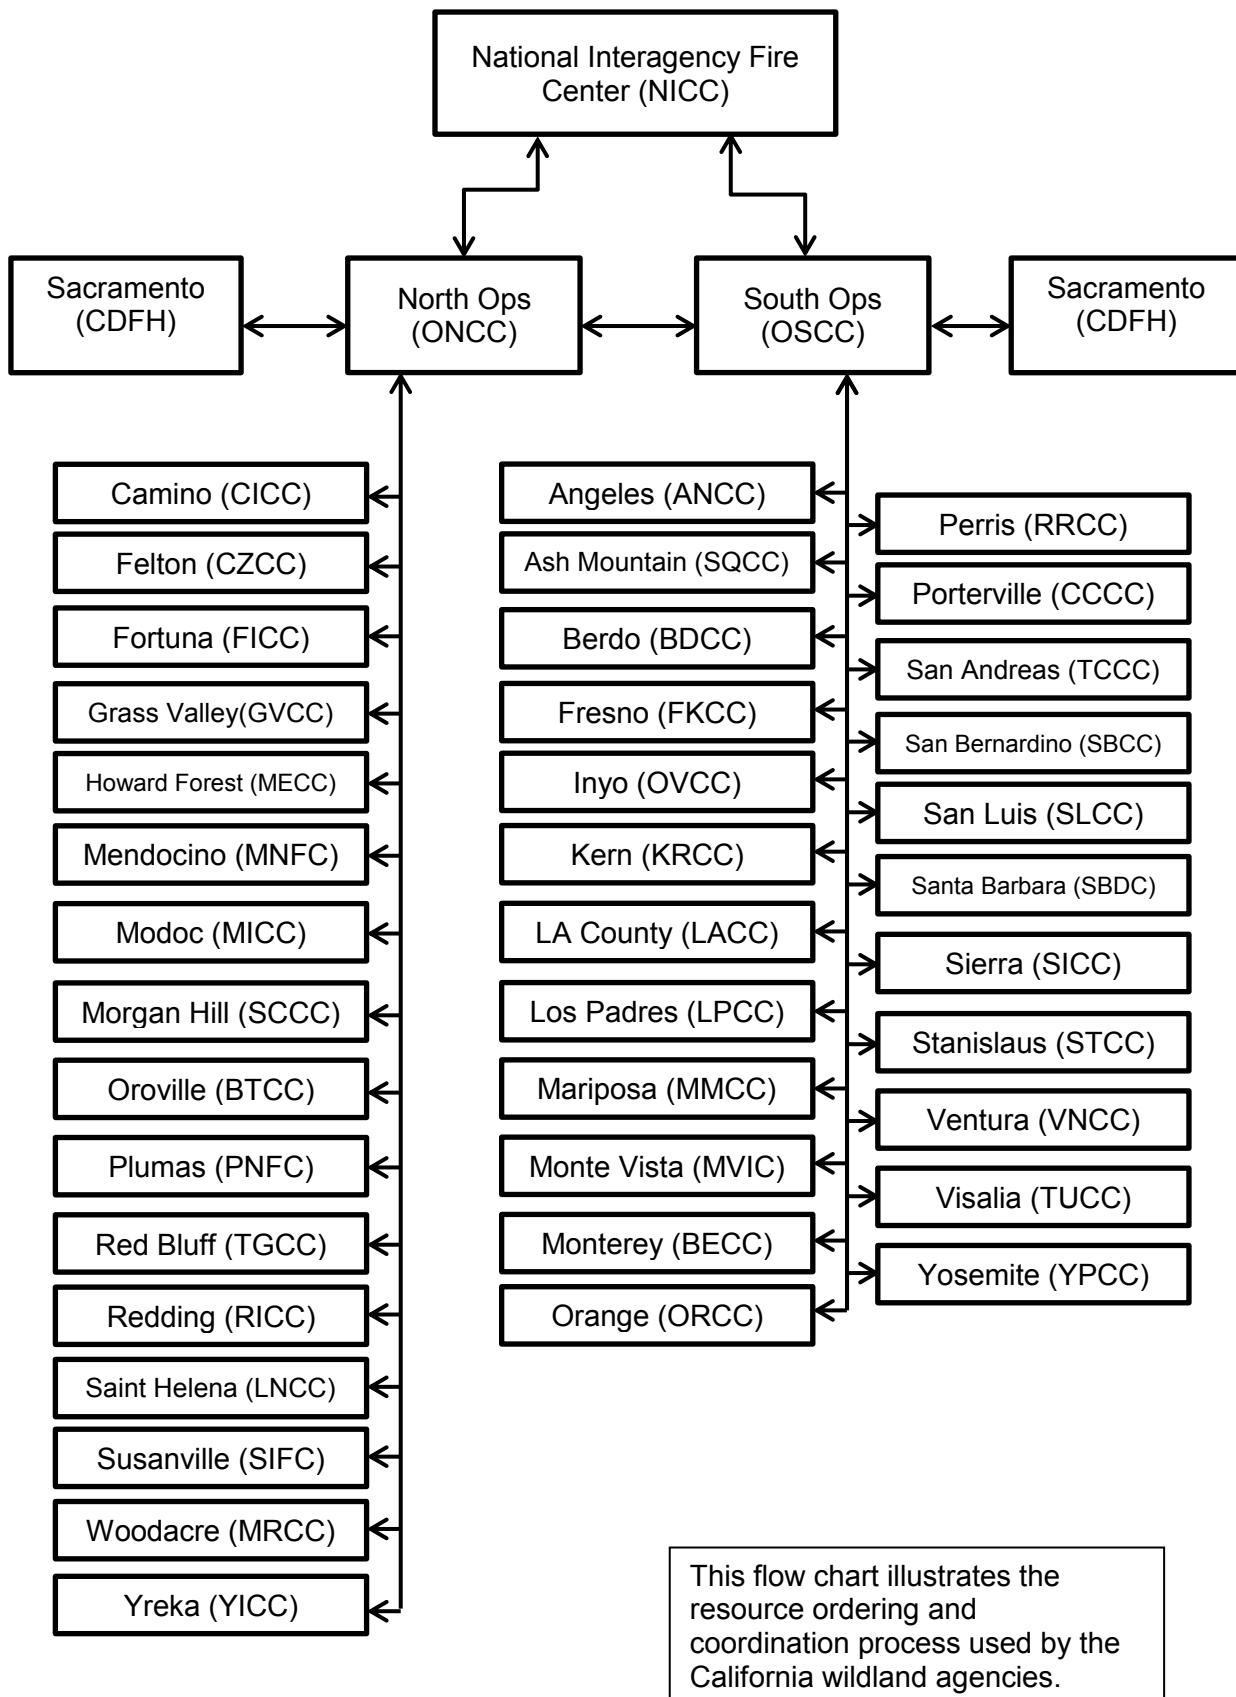 National Interagency Fire
Center (NICC)
Sacramento
(CDFH)
North Ops
(ONCC)
South Ops
(OSCC)
Sacramento
(CDFH)
Camino (CICC)
Felton (CZCC)
Fortuna (FICC)
Grass Valley(GVCC)
Howard Forest (MECC)
Mendocino (MNFC)
Modoc (MICC)
Morgan Hill (SCCC)
Oroville (BTCC)
Plumas (PNFC)
Red Bluff (TGCC)
Redding (RICC)
Saint Helena (LNCC)
Susanville (SIFC)
Woodacre (MRCC)
Yreka (YICC)
Angeles (ANCC)
Ash Mountain (SQCC)
Berdo (BDCC)
Fresno (FKCC)
Inyo (OVCC)
Kern (KRCC)
LA County (LACC)
Los Padres (LPCC)
Mariposa (MMCC)
Monte Vista (MVIC)
Monterey (BECC)
Orange (ORCC)
Perris (RRCC)
Porterville (CCCC)
San Andreas (TCCC)
San Bernardino (SBCC)
San Luis (SLCC)
Santa Barbara (SBDC)
Sierra (SICC)
Stanislaus (STCC)
Ventura (VNCC)
Visalia (TUCC)
Yosemite (YPCC)
This flow chart illustrates the
resource ordering and
coordination process used by the
California wildland agencies.